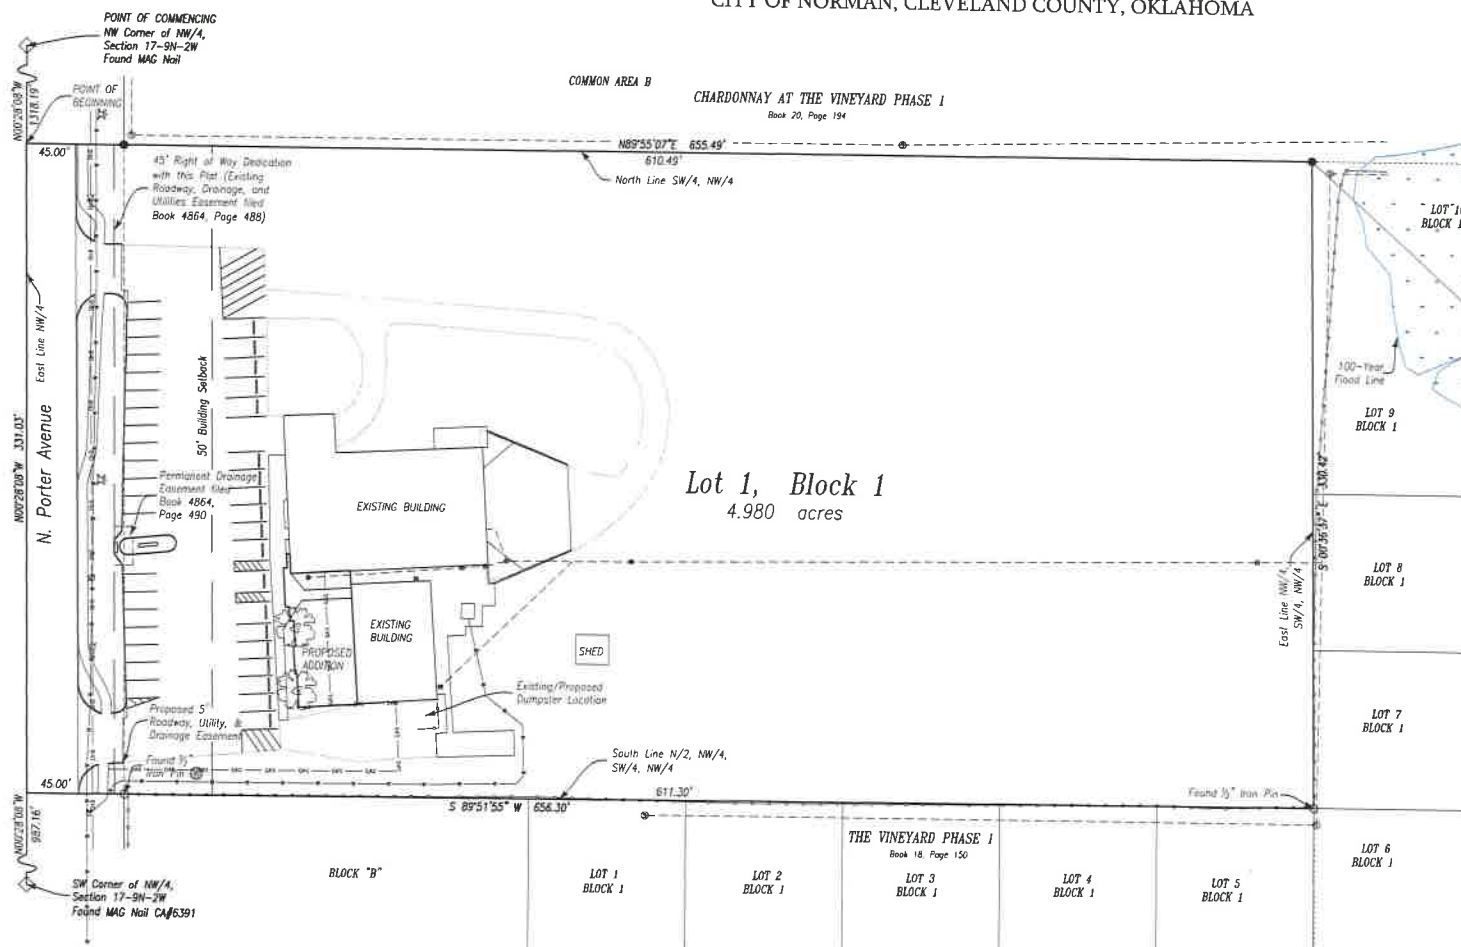 CITY OF NORMAN, CLEVELAND COUNTY, OKLAHOMA
POINT OF COMMENCING
NW Corner of NW/4,
Section 17-9N-2W
Found MAG Nail
N00°28'08"W
1318.19'
POINT OF
BEGINNING
COMMON AREA B
CHARDONNAY AT THE VINEYARD PHASE 1
Book 20, Page 194
45.00'
N89°55'07"E 655.49'
610.49'
North Line SW/4, NW/4
45' Right of Way Dedication
with this Plat (Existing
Roadway, Drainage, and
Utilities Easement filed
Book 4864, Page 488)
LOT
BLOCK 1
100-Year
Flood Line
LOT 9
BLOCK 1
East Line NW/4
N. Porter Avenue
N00°28'08"W 331.03'
50' Building Setback
Permanent Drainage
Easement filed
Book 4864,
Page 490
EXISTING BUILDING
Lot 1, Block 1
4.980 acres
S 00°35'57" E 330.42'
East Line NW/4,
SW/4, NW/4
LOT 8
BLOCK 1
EXISTING
BUILDING
PROPOSED
ADDITION
SHED
Existing/Proposed
Dumpster Location
LOT 7
BLOCK 1
Proposed 5'
Roadway, Utility, &
Drainage Easement
Found ½"
Iron Pin
South Line N/2, NW/4,
SW/4, NW/4
45.00'
S 89°51'55" W 656.30'
611.30'
Found ½" Iron Pin
N00°28'08"W
987.16'
THE VINEYARD PHASE 1
Book 18, Page 150
LOT 6
BLOCK 1
SW Corner of NW/4,
Section 17-9N-2W
Found MAG Nail CA#6391
BLOCK "B"
LOT 1
BLOCK 1
LOT 2
BLOCK 1
LOT 3
BLOCK 1
LOT 4
BLOCK 1
LOT 5
BLOCK 1